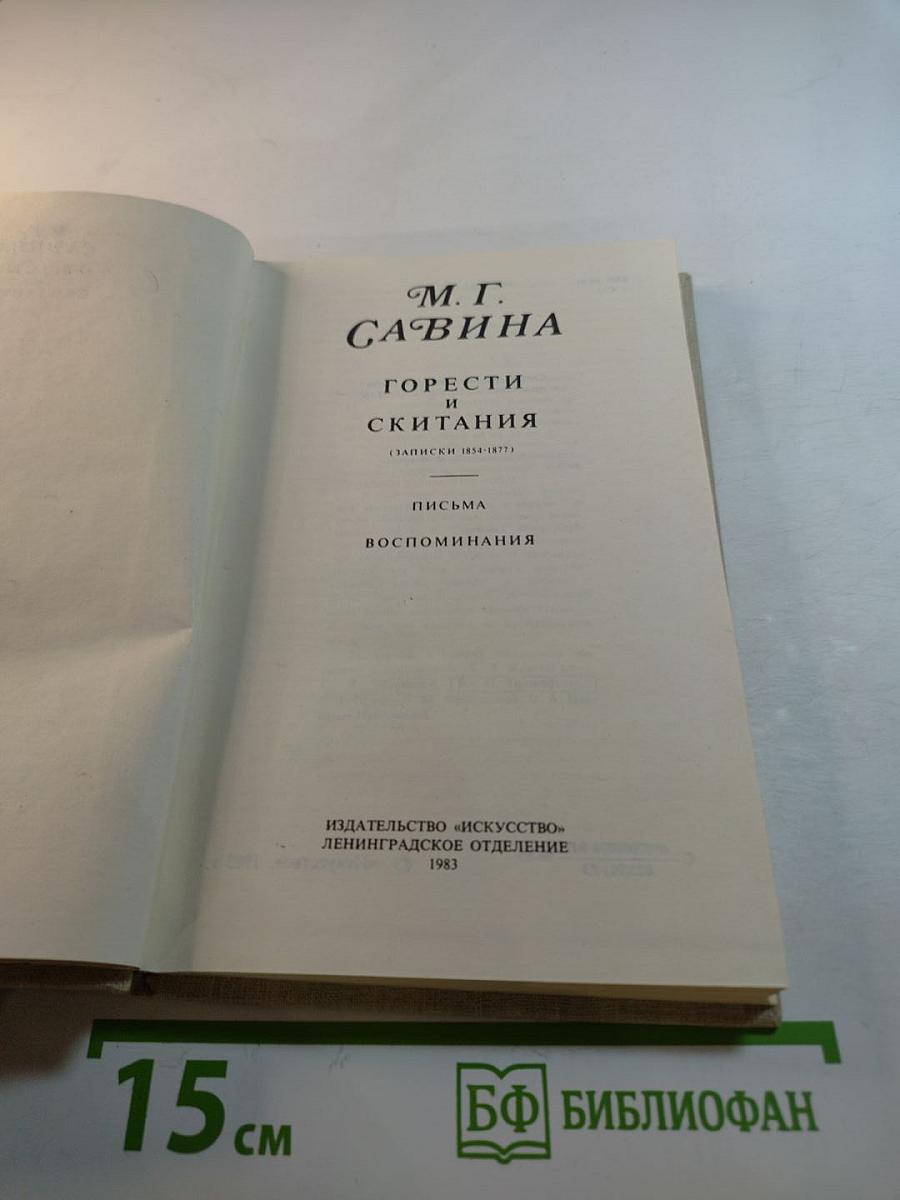 М. Г.
САВИНА
ГОРЕСТИ
И
СКИТАНИЯ
(ЗАПИСКИ 1854-1877)
ПИСЬМА
ВОСПОМИНАНИЯ
ИЗДАТЕЛЬСТВО «ИСКУССТВО»
ЛЕНИНГРАДСКОЕ ОТДЕЛЕНИЕ
1983
15 см
БФ БИБЛИОФАН